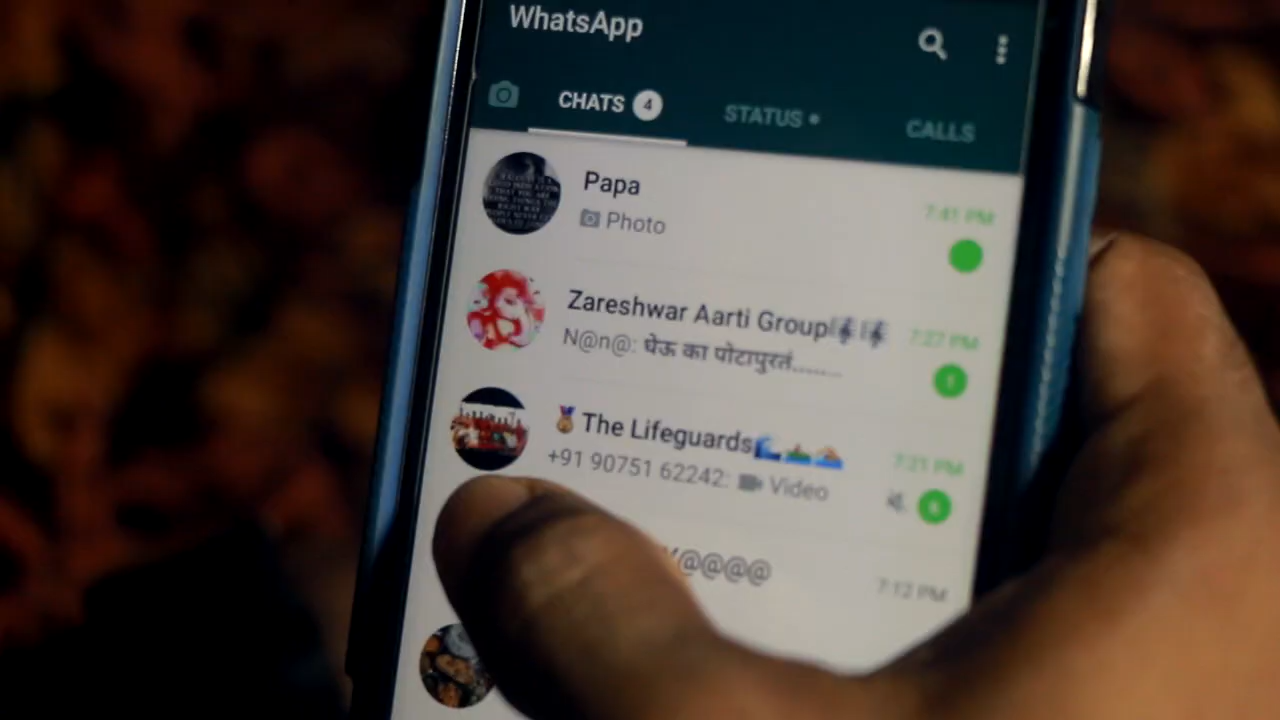 WhatsApp
CHATS 4
STATUS
CALLS
Papa
7:41 PM
Photo
Zareshwar Aarti Group
7:27 PM
N@n@: घेऊ का पोटापुरतं.......
The Lifeguards
7:21 PM
+91 90751 62242: Video
@@@@
7:12 PM